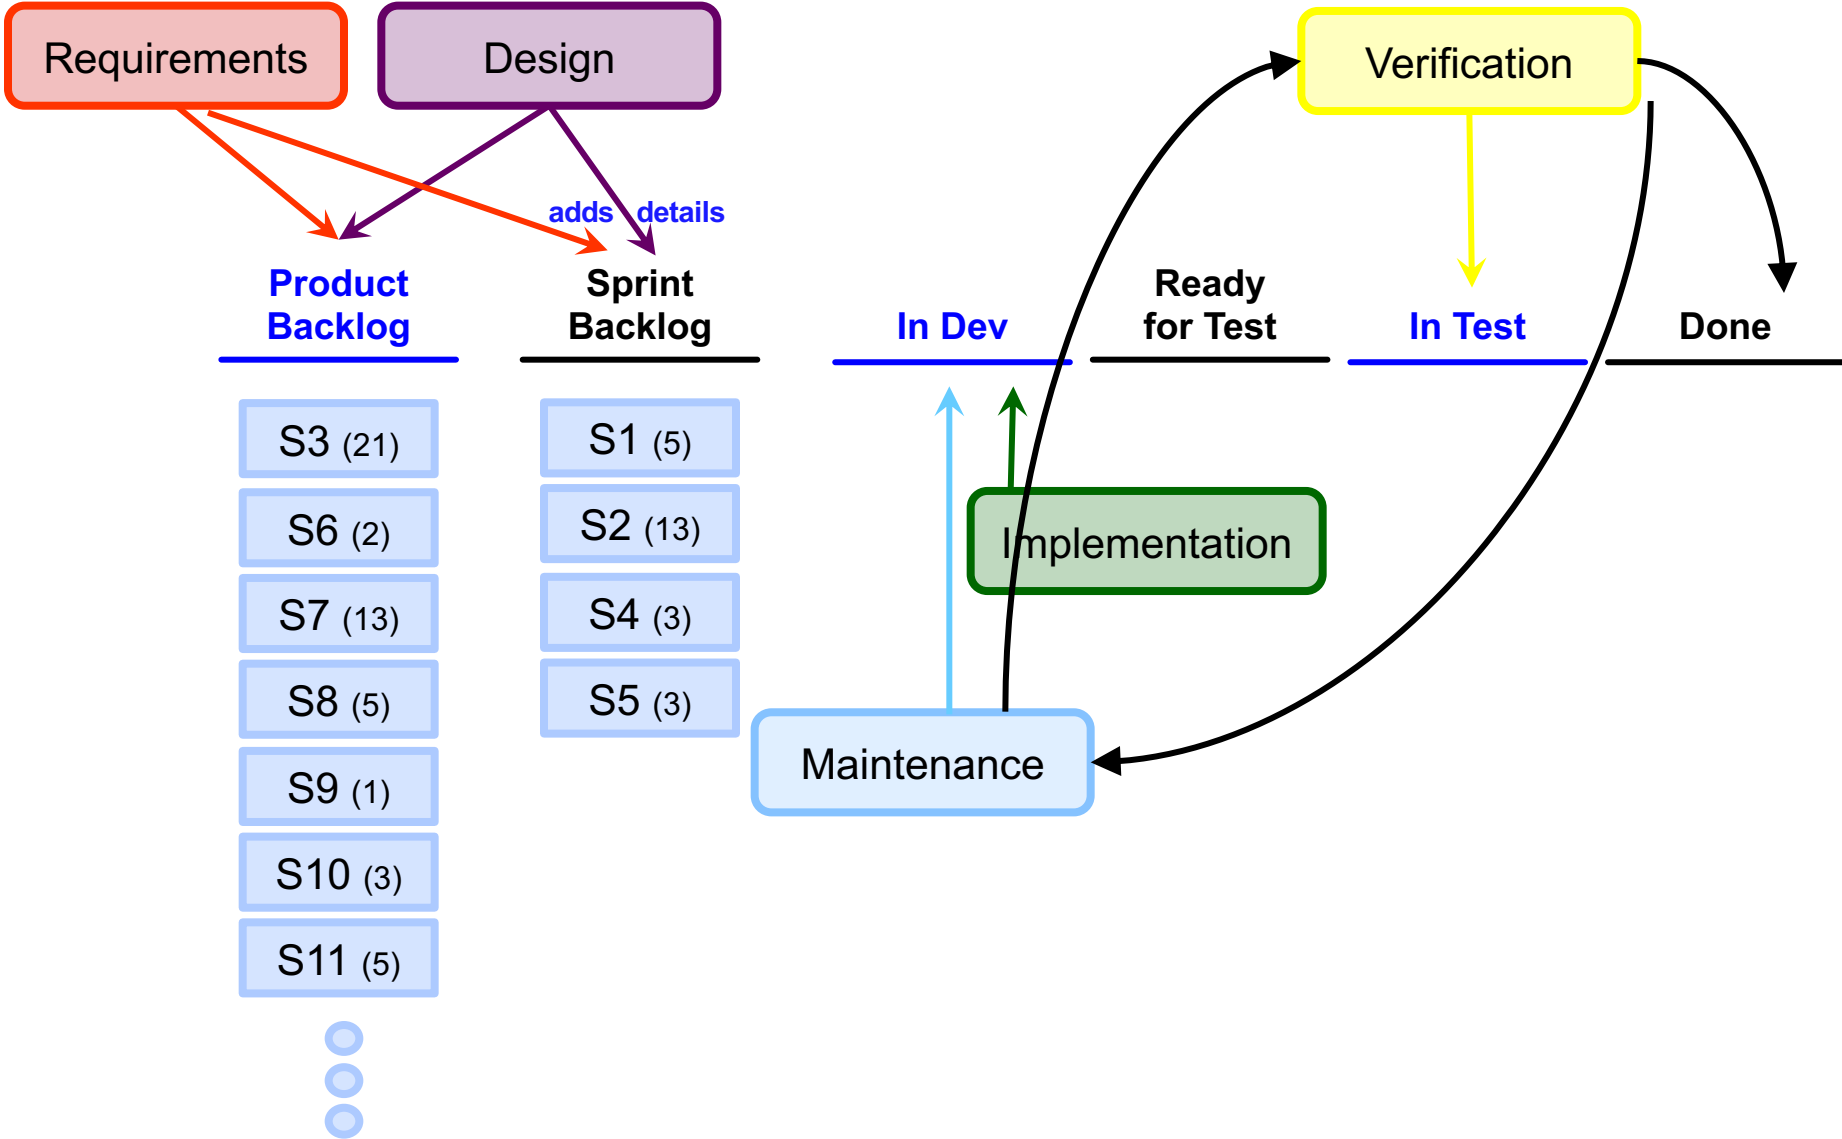 Requirements
Design
Verification
adds details
Product
Backlog
Sprint
Backlog
In Dev
Ready
for Test
In Test
Done
S3 (21)
S6 (2)
S7 (13)
S8 (5)
S9 (1)
S10 (3)
S11 (5)
S1 (5)
S2 (13)
S4 (3)
S5 (3)
Implementation
Maintenance